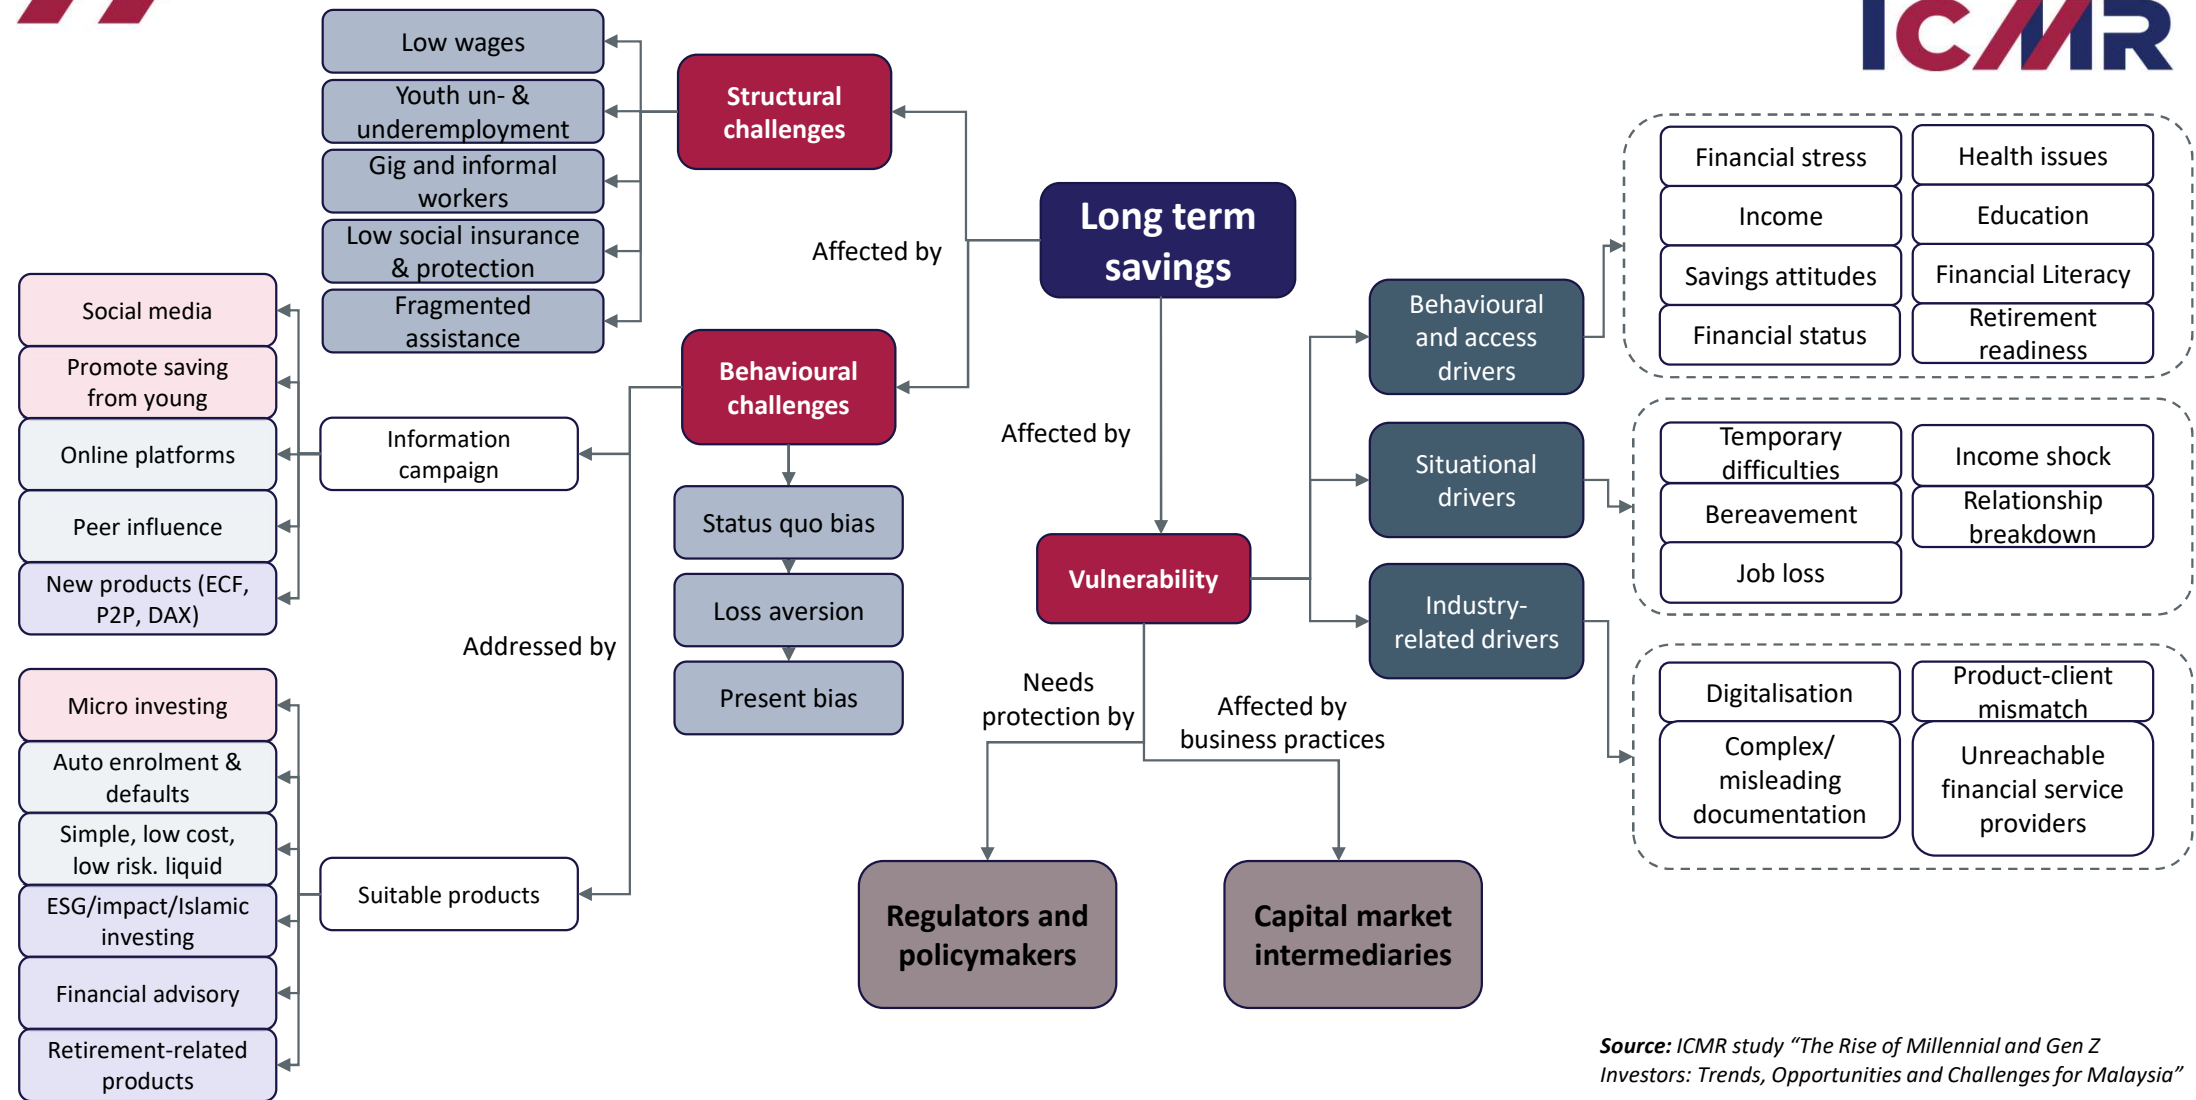 ICMR
Low wages
Youth un- &
underemployment
Gig and informal
workers
Low social insurance
& protection
Fragmented
assistance
Structural
challenges
Affected by
Long term
savings
Social media
Promote saving
from young
Online platforms
Peer influence
New products (ECF,
P2P, DAX)
Information
campaign
Behavioural
challenges
Status quo bias
Loss aversion
Present bias
Addressed by
Micro investing
Auto enrolment &
defaults
Simple, low cost,
low risk. liquid
ESG/impact/Islamic
investing
Financial advisory
Retirement-related
products
Suitable products
Affected by
Vulnerability
Needs
protection by
Affected by
business practices
Regulators and
policymakers
Capital market
intermediaries
Behavioural
and access
drivers
Situational
drivers
Industry-
related drivers
Financial stress
Income
Savings attitudes
Financial status
Health issues
Education
Financial Literacy
Retirement
readiness
Temporary
difficulties
Bereavement
Job loss
Income shock
Relationship
breakdown
Digitalisation
Complex/
misleading
documentation
Product-client
mismatch
Unreachable
financial service
providers
Source: ICMR study “The Rise of Millennial and Gen Z
Investors: Trends, Opportunities and Challenges for Malaysia”